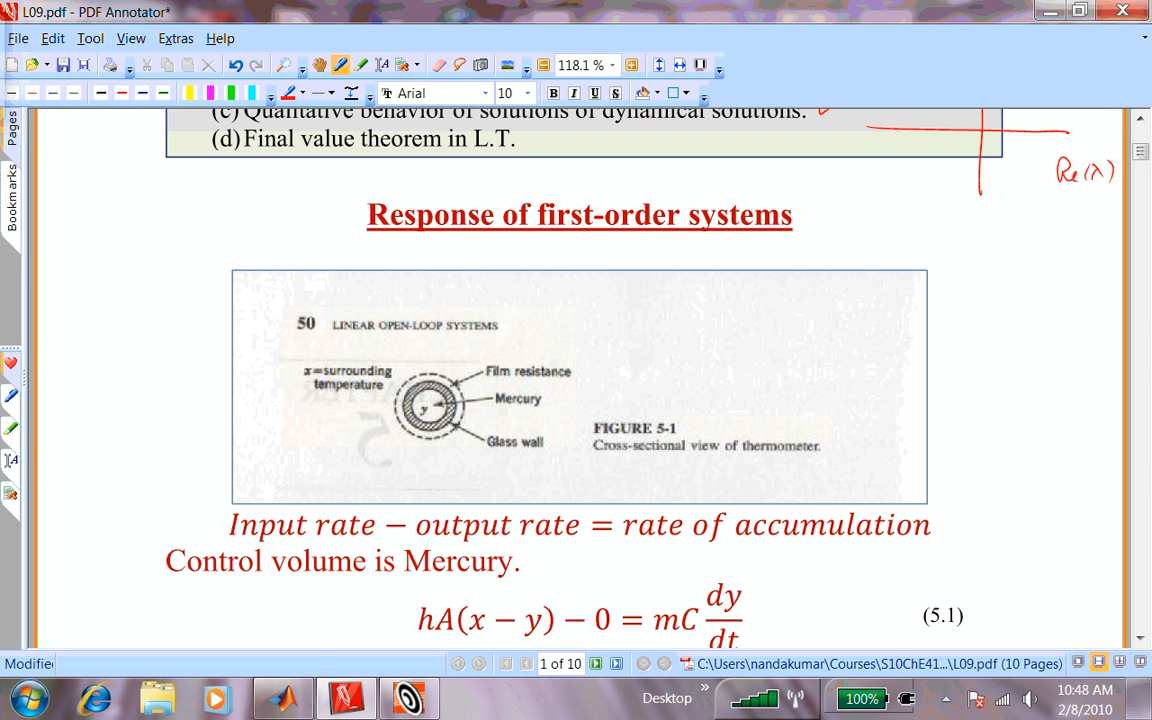 L09.pdf - PDF Annotator*
File Edit Tool View Extras Help
118.1 %
Arial 10 B I U S
Pages
Bookmarks
(c) Qualitative behavior of solutions of dynamical solutions.
(d) Final value theorem in L.T.
Re(λ)
Response of first-order systems
50 LINEAR OPEN-LOOP SYSTEMS
x=surrounding
temperature
Film resistance
Mercury
y
Glass wall
FIGURE 5-1
Cross-sectional view of thermometer.
Input rate − output rate = rate of accumulation
Control volume is Mercury.
hA(x − y) − 0 = mC dy/dt (5.1)
Modifie
1 of 10
C:\Users\nandakumar\Courses\S10ChE41...\L09.pdf (10 Pages)
Desktop »
100%
10:48 AM
2/8/2010